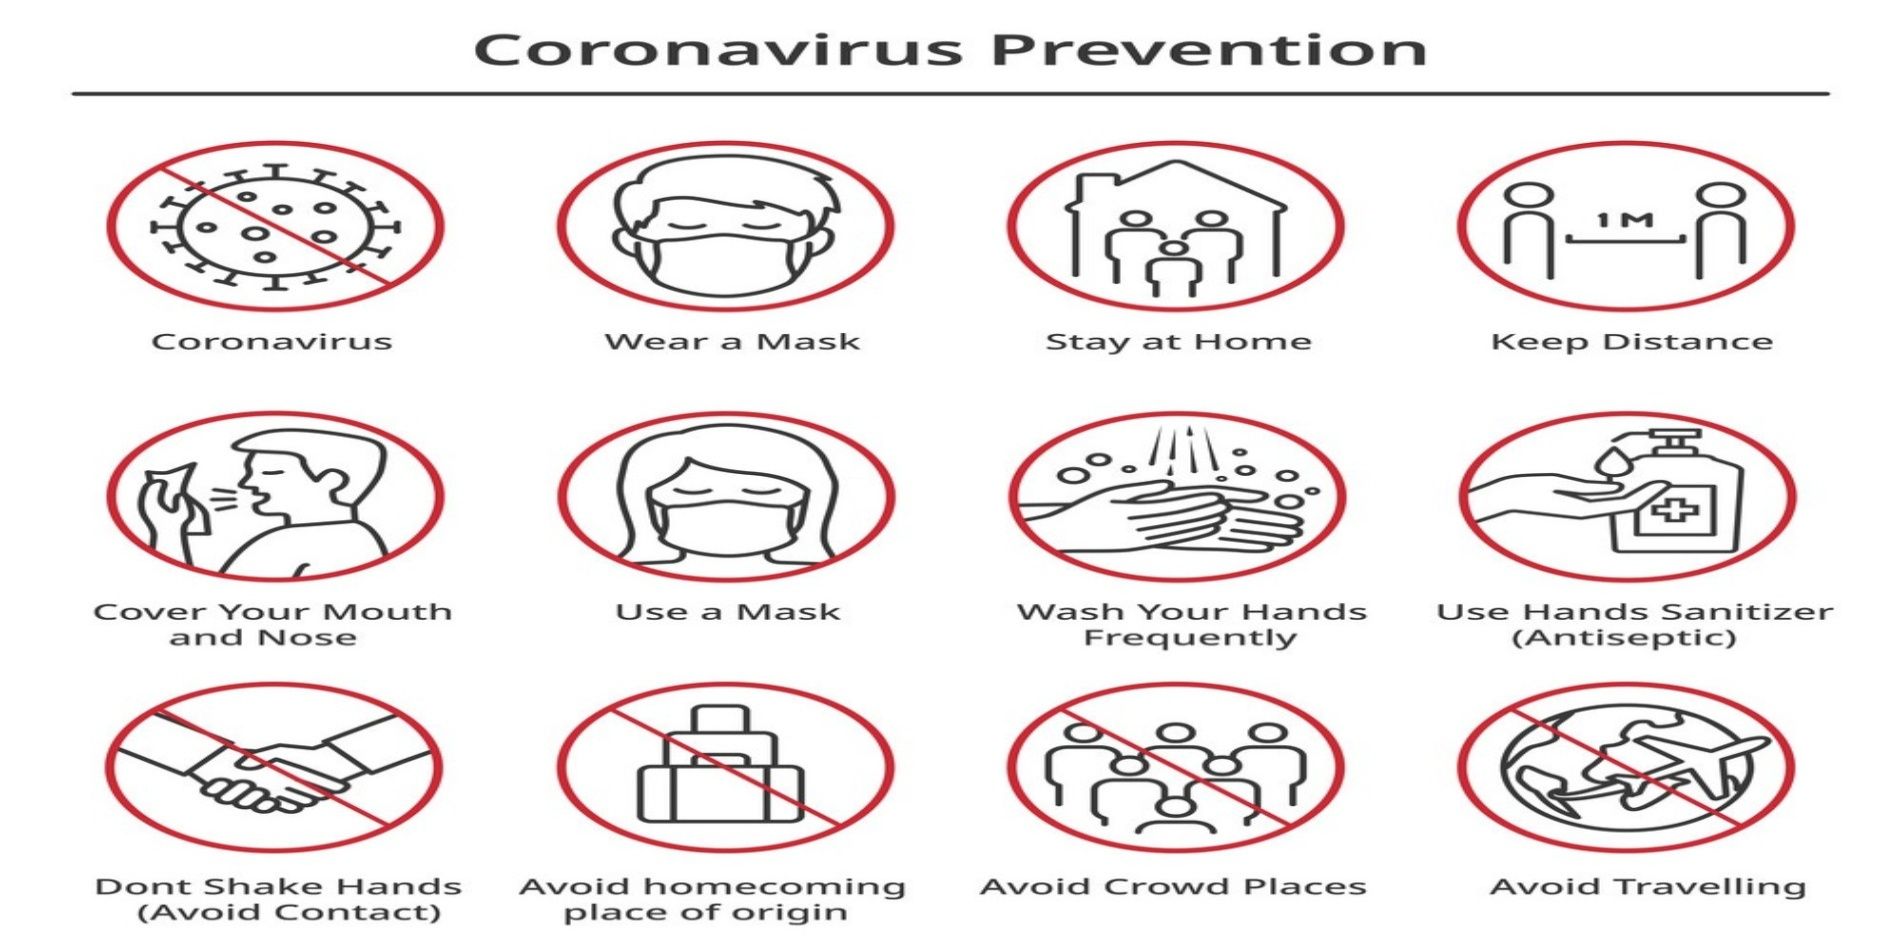 Coronavirus Prevention
Coronavirus
Wear a Mask
Stay at Home
1 M
Keep Distance
Cover Your Mouth
and Nose
Use a Mask
Wash Your Hands
Frequently
Use Hands Sanitizer
(Antiseptic)
Dont Shake Hands
(Avoid Contact)
Avoid homecoming
place of origin
Avoid Crowd Places
Avoid Travelling